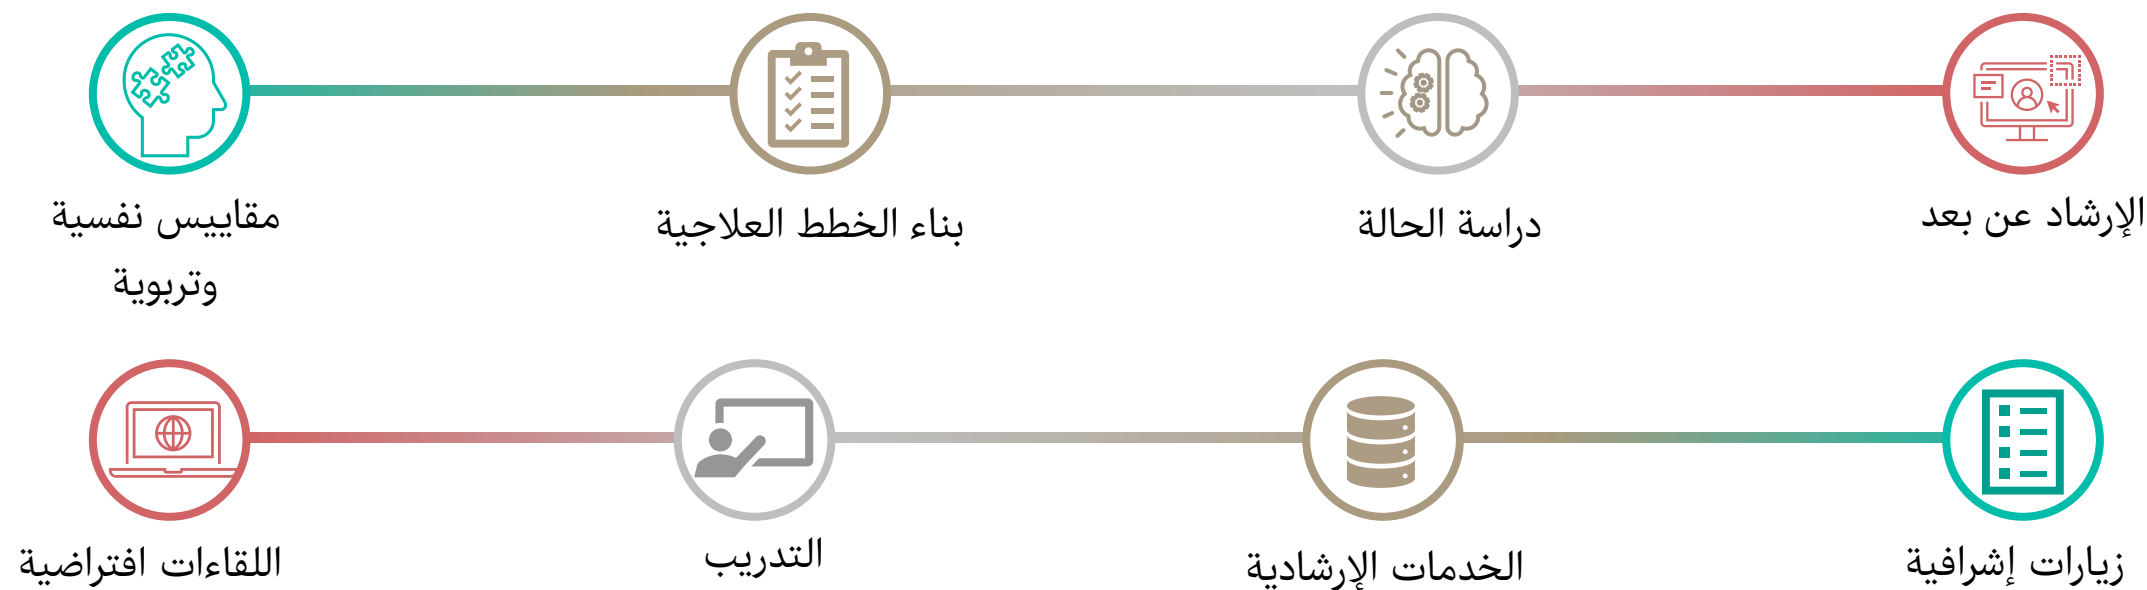 الإرشاد عن بعد
دراسة الحالة
بناء الخطط العلاجية
مقاييس نفسية
وتربوية
زيارات إشرافية
الخدمات الإرشادية
التدريب
اللقاءات افتراضية